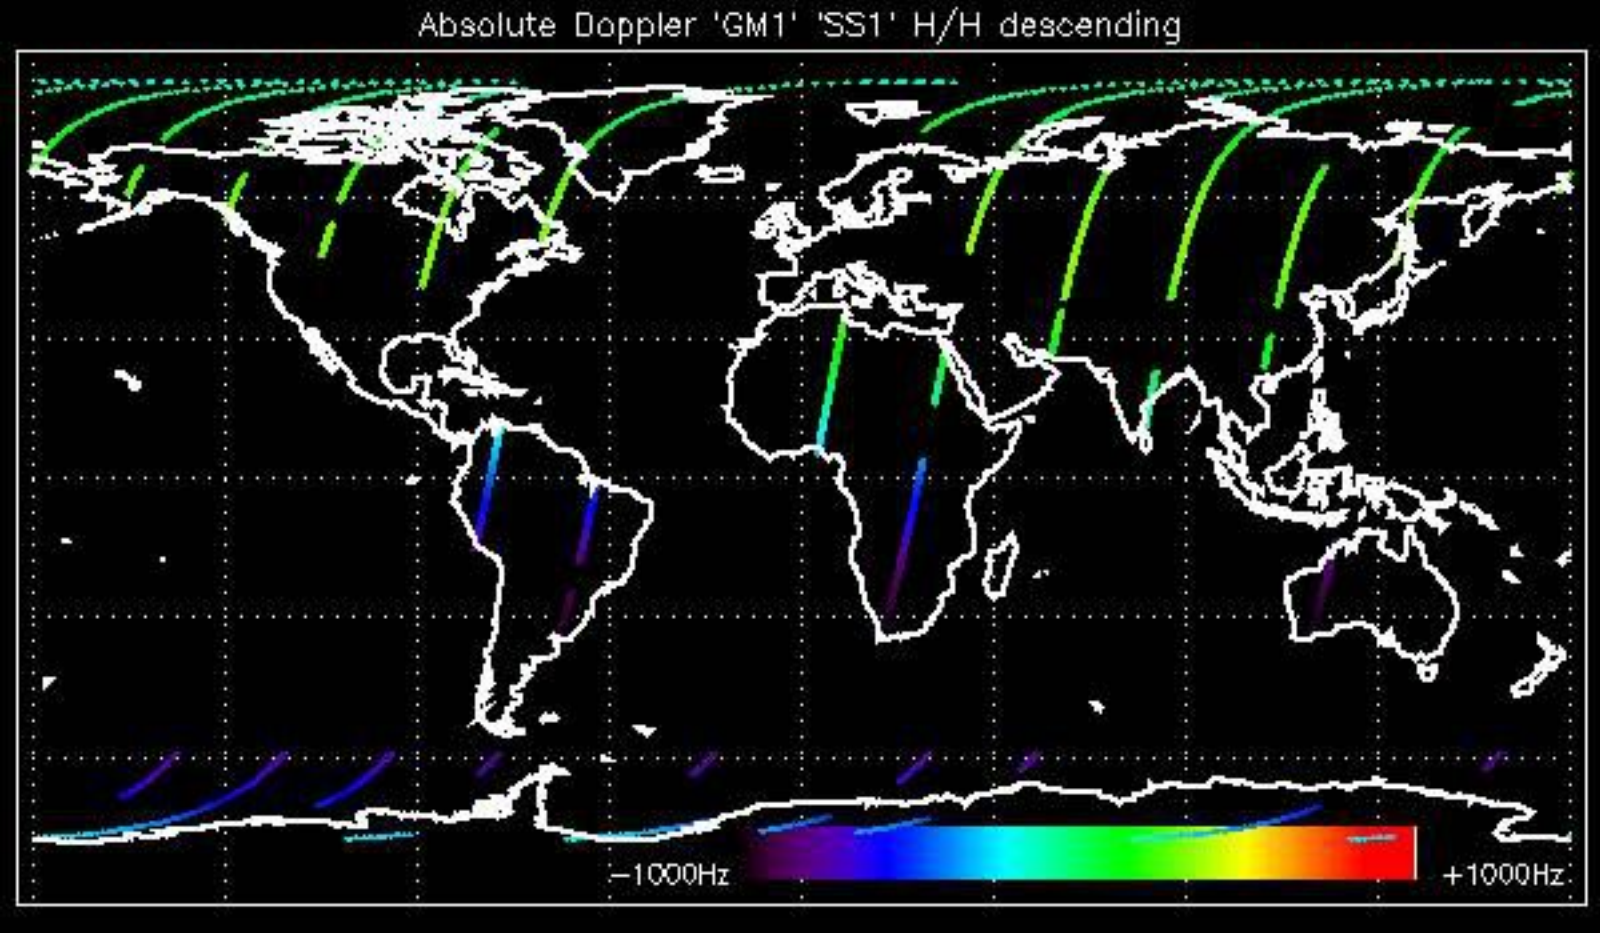 Absolute Doppler 'GM1' 'SS1' H/H descending
−1000Hz +1000Hz